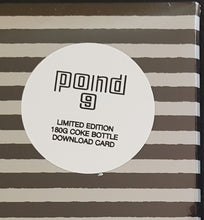 pond
9
LIMITED EDITION
180G COKE BOTTLE
DOWNLOAD CARD